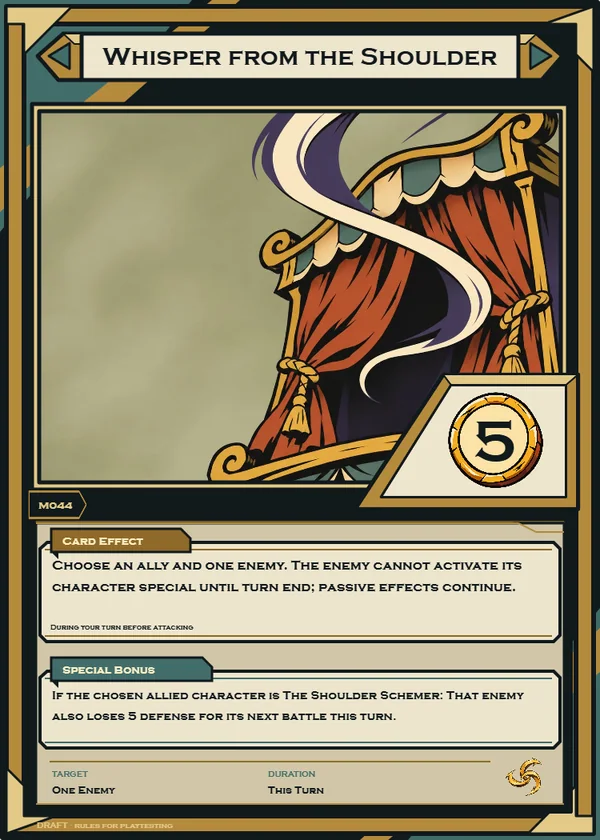 Whisper from the Shoulder
5
M044
Card Effect
Choose an ally and one enemy. The enemy cannot activate its
character special until turn end; passive effects continue.
During your turn before attacking
Special Bonus
If the chosen allied character is The Shoulder Schemer: That enemy
also loses 5 defense for its next battle this turn.
Target
Duration
One Enemy
This Turn
DRAFT Rules for Playtesting